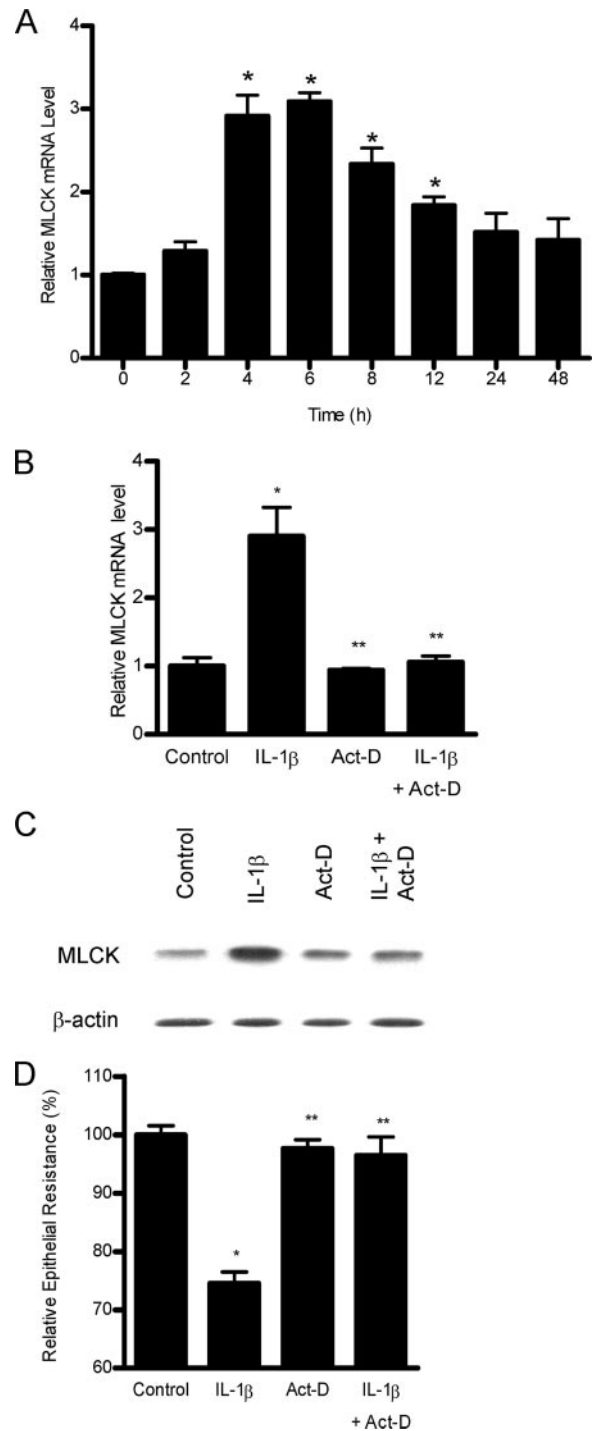 A
Relative MLCK mRNA Level
4
3
2
1
0
* * * *
0 2 4 6 8 12 24 48
Time (h)
B
Relative MLCK mRNA level
4
3
2
1
0
* ** **
Control IL-1β Act-D IL-1β
+ Act-D
C
Control
IL-1β
Act-D
IL-1β +
Act-D
MLCK
β-actin
D
Relative Epithelial Resistance (%)
110
100
90
80
70
60
* ** **
Control IL-1β Act-D IL-1β
+ Act-D